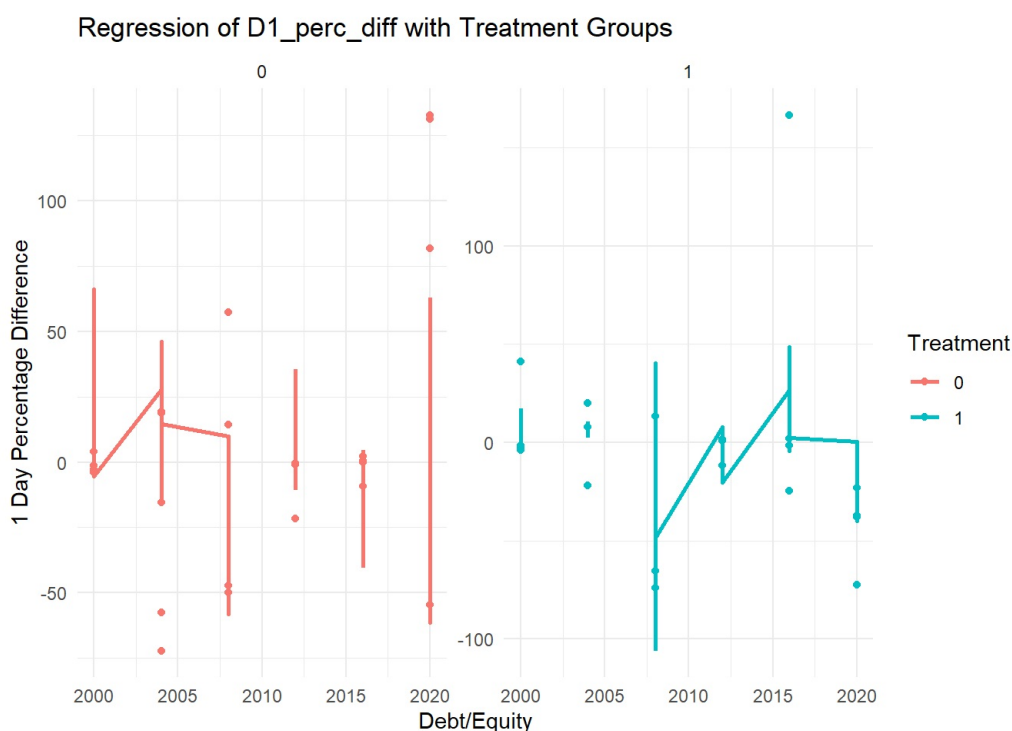 Regression of D1_perc_diff with Treatment Groups
0
1
1 Day Percentage Difference
100
50
0
-50
100
0
-100
2000 2005 2010 2015 2020
2000 2005 2010 2015 2020
Debt/Equity
Treatment
0
1